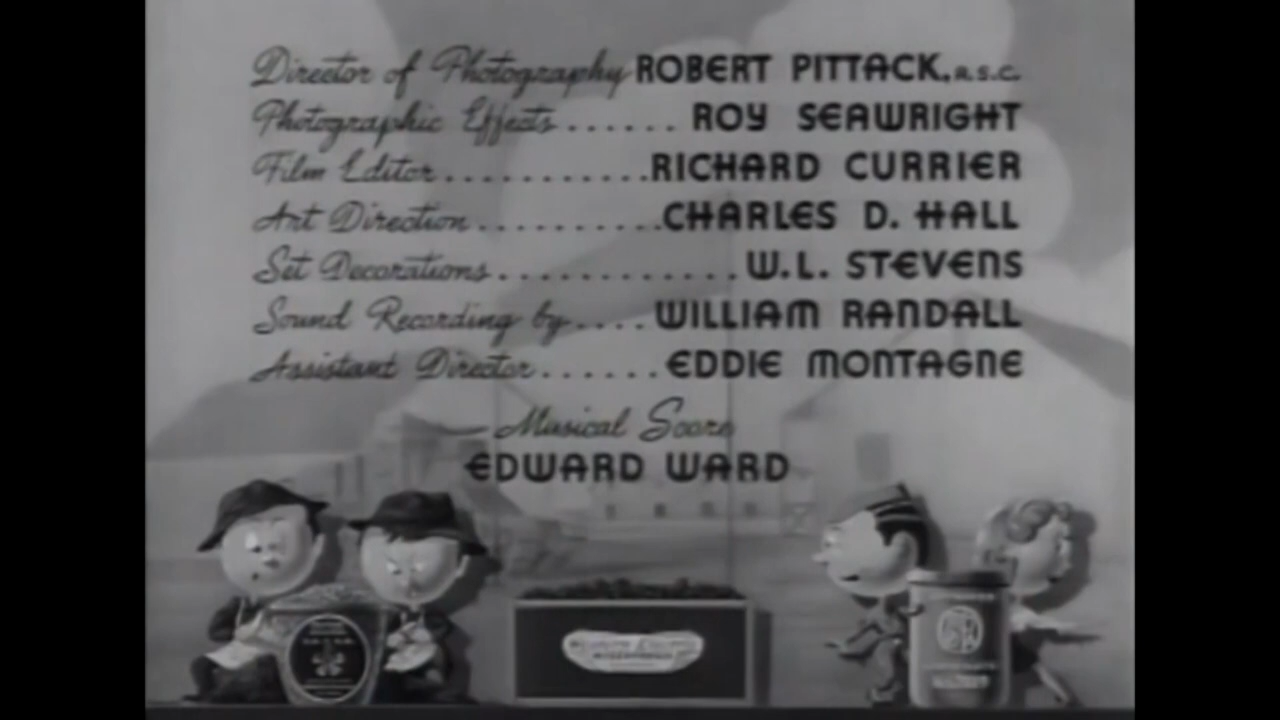 Director of Photography ROBERT PITTACK, A.S.C.
Photographic Effects ...... ROY SEAWRIGHT
Film Editor ........... RICHARD CURRIER
Art Direction .......... CHARLES D. HALL
Set Decorations ............. W.L. STEVENS
Sound Recording by .... WILLIAM RANDALL
Assistant Director ...... EDDIE MONTAGNE
Musical Score
EDWARD WARD